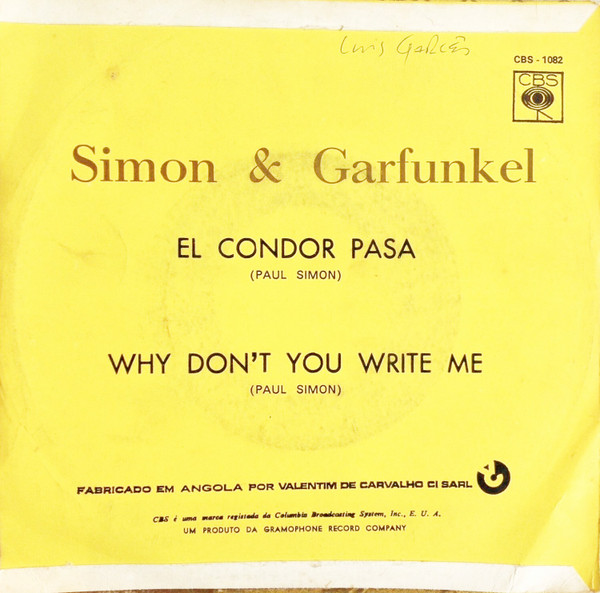 Luis Garcês
CBS - 1082
CBS
Simon & Garfunkel
EL CONDOR PASA
(PAUL SIMON)
WHY DON'T YOU WRITE ME
(PAUL SIMON)
FABRICADO EM ANGOLA POR VALENTIM DE CARVALHO CI SARL
CBS é uma marca registada da Columbia Broadcasting System, Inc., E. U. A.
UM PRODUTO DA GRAMOPHONE RECORD COMPANY